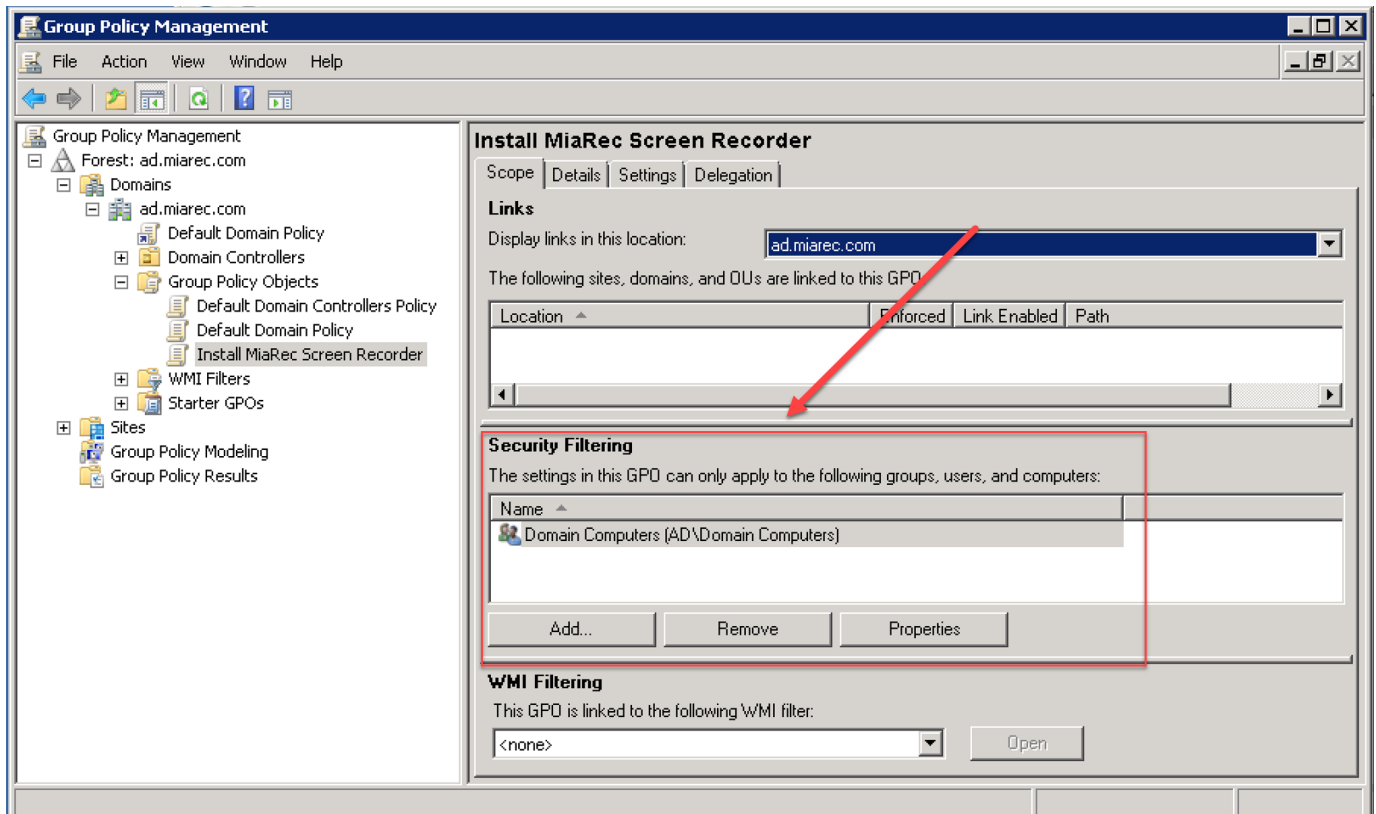 Group Policy Management
File Action View Window Help
Group Policy Management
Forest: ad.miarec.com
Domains
ad.miarec.com
Default Domain Policy
Domain Controllers
Group Policy Objects
Default Domain Controllers Policy
Default Domain Policy
Install MiaRec Screen Recorder
WMI Filters
Starter GPOs
Sites
Group Policy Modeling
Group Policy Results
Install MiaRec Screen Recorder
Scope Details Settings Delegation
Links
Display links in this location: ad.miarec.com
The following sites, domains, and OUs are linked to this GPO
Location Enforced Link Enabled Path
Security Filtering
The settings in this GPO can only apply to the following groups, users, and computers:
Name
Domain Computers (AD\Domain Computers)
Add... Remove Properties
WMI Filtering
This GPO is linked to the following WMI filter:
<none> Open